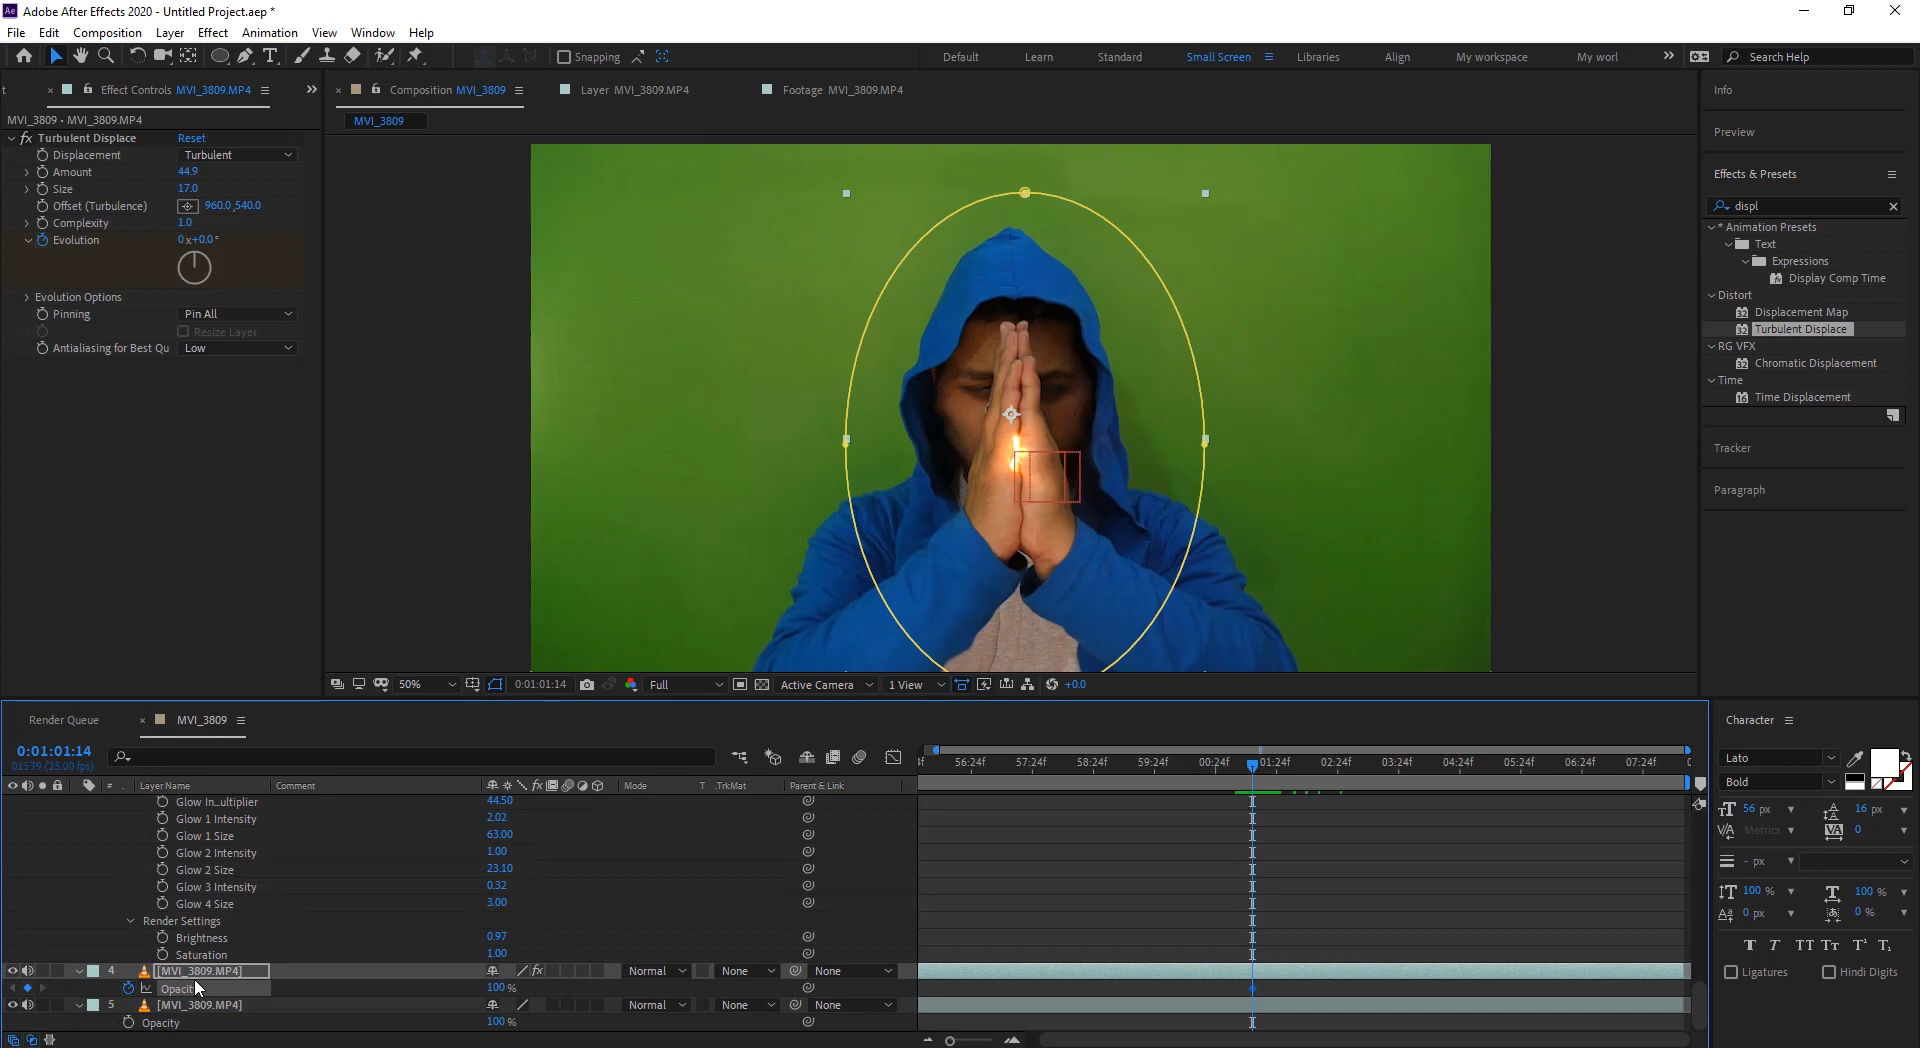 Ae Adobe After Effects 2020 - Untitled Project.aep *
File Edit Composition Layer Effect Animation View Window Help
Snapping Default Learn Standard Small Screen Libraries Align My workspace My worl Search Help
t Effect Controls MVI_3809.MP4 Composition MVI_3809 Layer MVI_3809.MP4 Footage MVI_3809.MP4 Info
MVI_3809 • MVI_3809.MP4 MVI_3809
fx Turbulent Displace Reset Preview
Displacement Turbulent
Amount 44.9 Effects & Presets
Size 17.0
Offset (Turbulence) 960.0,540.0 displ
Complexity 1.0 * Animation Presets
Evolution 0x+0.0° Text
Expressions
Display Comp Time
Evolution Options Distort
Pinning Pin All Displacement Map
Resize Layer Turbulent Displace
Antialiasing for Best Qu Low RG VFX
Chromatic Displacement
Time
Time Displacement
Tracker
Paragraph
50% 0:01:01:14 Full Active Camera 1 View +0.0
Render Queue MVI_3809 Character
0:01:01:14
01539 (25.00 fps) 4f 56:24f 57:24f 58:24f 59:24f 00:24f 01:24f 02:24f 03:24f 04:24f 05:24f 06:24f 07:24f Lato
# Layer Name Comment fx Mode T .TrkMat Parent & Link Bold
Glow In...ultiplier 44.50 56 px 16 px
Glow 1 Intensity 2.02
Glow 1 Size 63.00 Metrics 0
Glow 2 Intensity 1.00
Glow 2 Size 23.10 - px
Glow 3 Intensity 0.32
Glow 4 Size 3.00 100 % 100 %
Render Settings 0 px 0 %
Brightness 0.97
Saturation 1.00
4 [MVI_3809.MP4] fx Normal None None Ligatures Hindi Digits
Opacit 100 %
5 [MVI_3809.MP4] Normal None None
Opacity 100 %